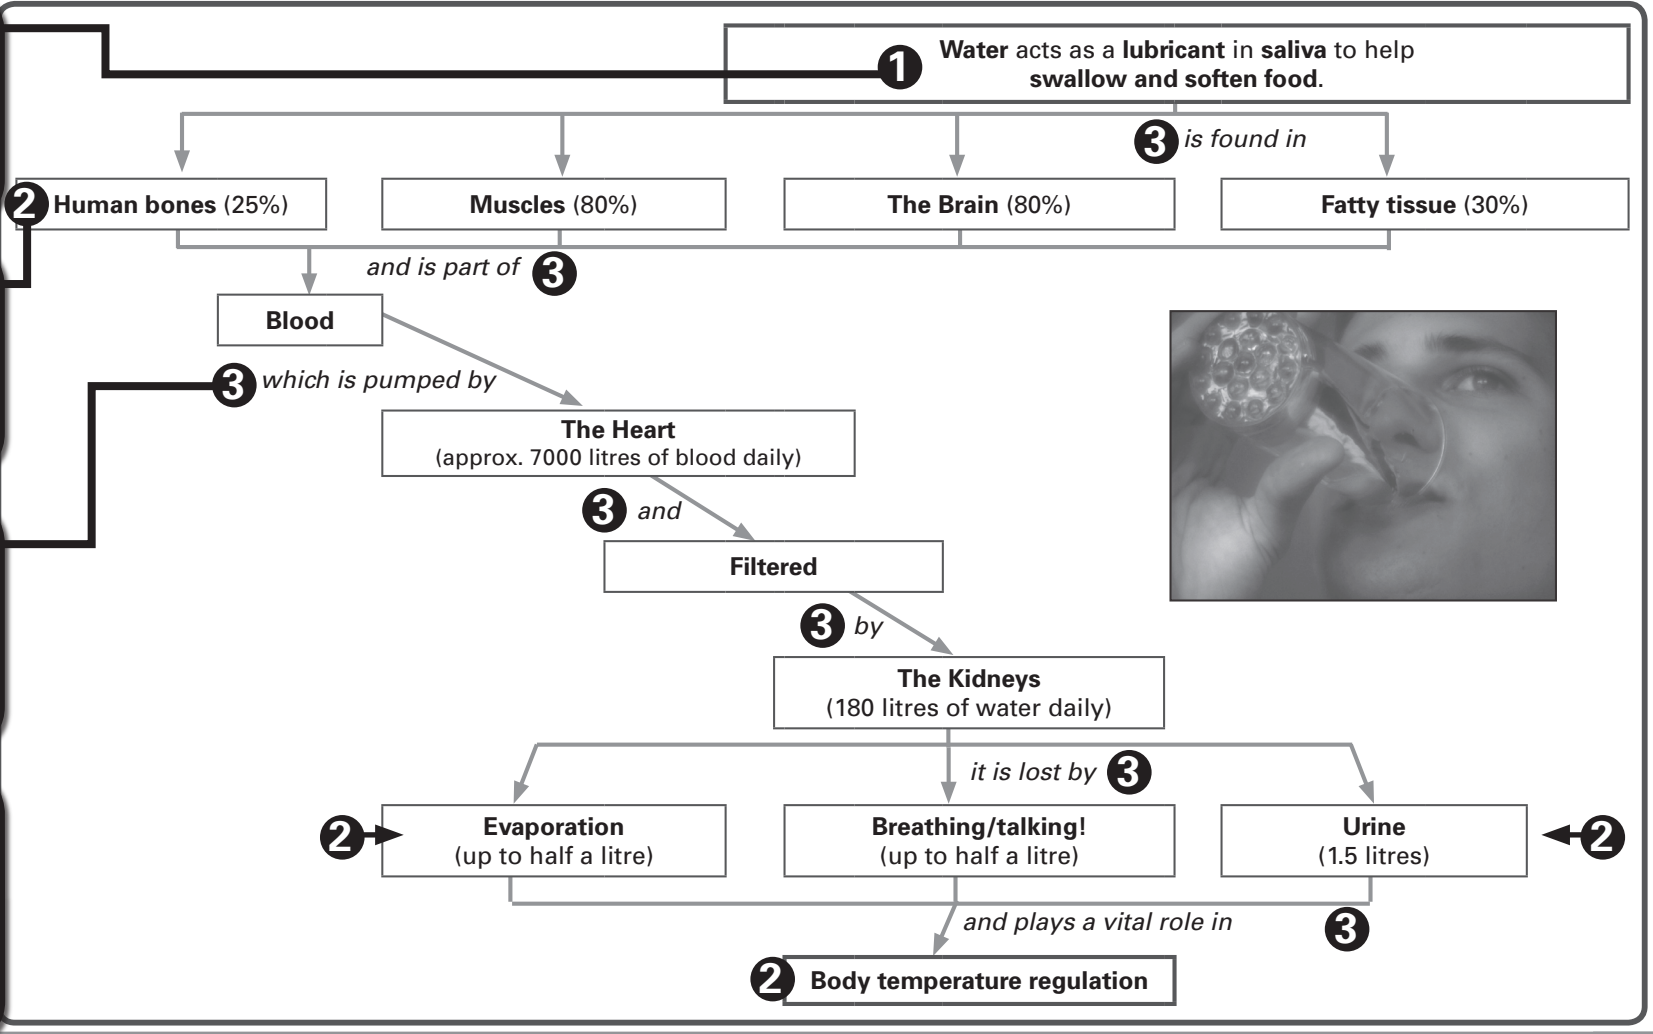 1 Water acts as a lubricant in saliva to help
swallow and soften food.
3 is found in
2 Human bones (25%) Muscles (80%) The Brain (80%) Fatty tissue (30%)
and is part of 3
Blood
3 which is pumped by
The Heart
(approx. 7000 litres of blood daily)
3 and
Filtered
3 by
The Kidneys
(180 litres of water daily)
it is lost by 3
2 Evaporation
(up to half a litre)
Breathing/talking!
(up to half a litre)
Urine
(1.5 litres)
2
and plays a vital role in 3
2 Body temperature regulation